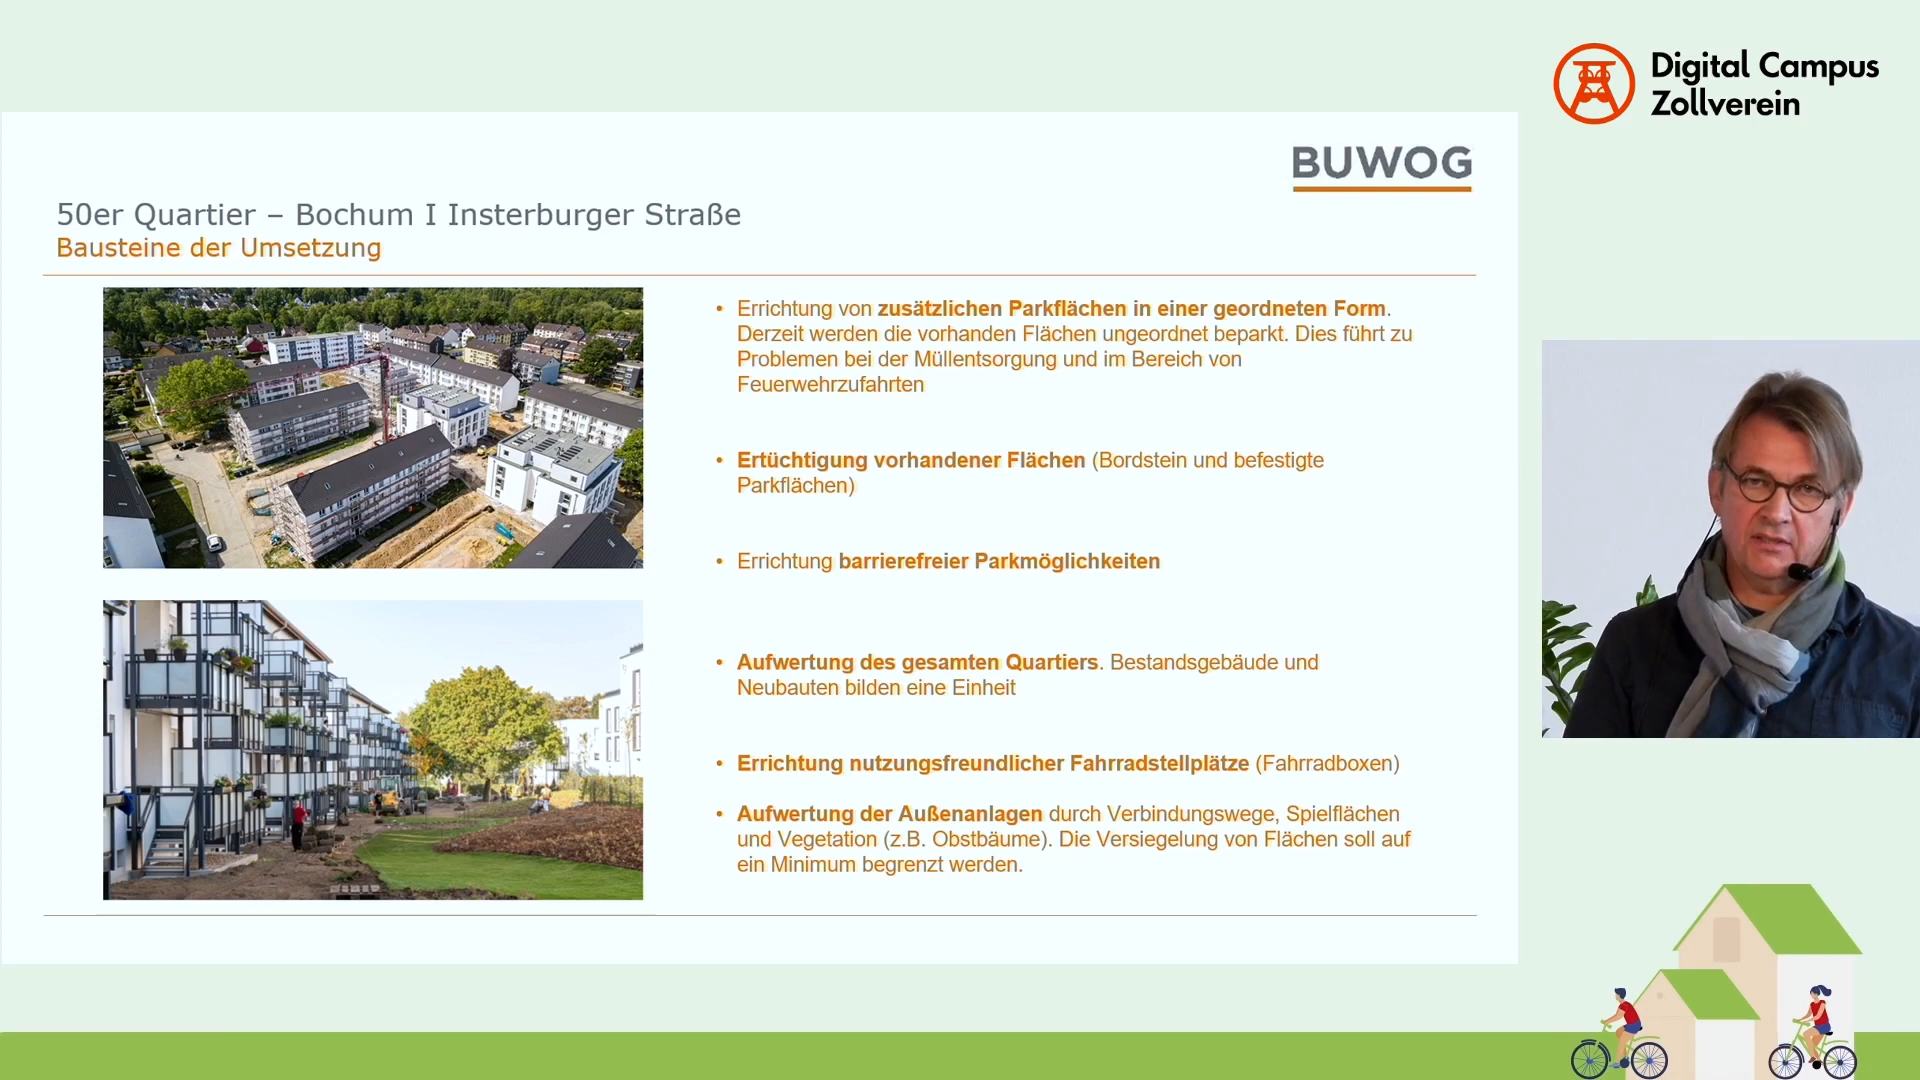 Digital Campus
Zollverein
BUWOG
50er Quartier – Bochum I Insterburger Straße
Bausteine der Umsetzung
• Errichtung von zusätzlichen Parkflächen in einer geordneten Form.
Derzeit werden die vorhanden Flächen ungeordnet beparkt. Dies führt zu
Problemen bei der Müllentsorgung und im Bereich von
Feuerwehrzufahrten
• Ertüchtigung vorhandener Flächen (Bordstein und befestigte
Parkflächen)
• Errichtung barrierefreier Parkmöglichkeiten
• Aufwertung des gesamten Quartiers. Bestandsgebäude und
Neubauten bilden eine Einheit
• Errichtung nutzungsfreundlicher Fahrradstellplätze (Fahrradboxen)
• Aufwertung der Außenanlagen durch Verbindungswege, Spielflächen
und Vegetation (z.B. Obstbäume). Die Versiegelung von Flächen soll auf
ein Minimum begrenzt werden.